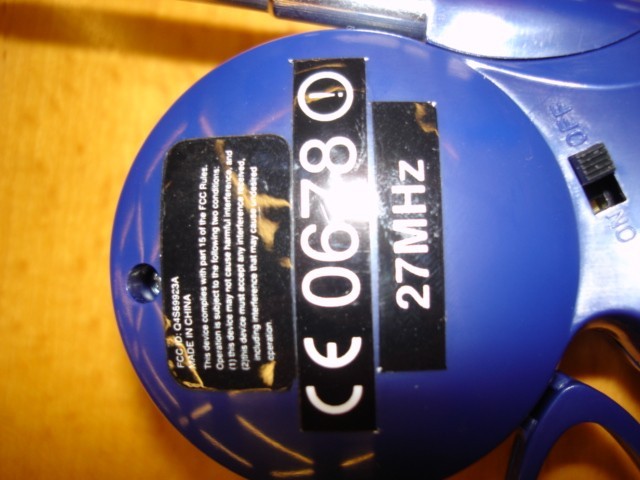 FCC ID: Q4S69923A
MADE IN CHINA
This device complies with part 15 of the FCC Rules.
Operation is subject to the following two conditions:
(1) this device may not cause harmful interference, and
(2)this device must accept any interference received,
including interference that may cause undesired
operation.
CE 0678
27MHz
OFF
ON